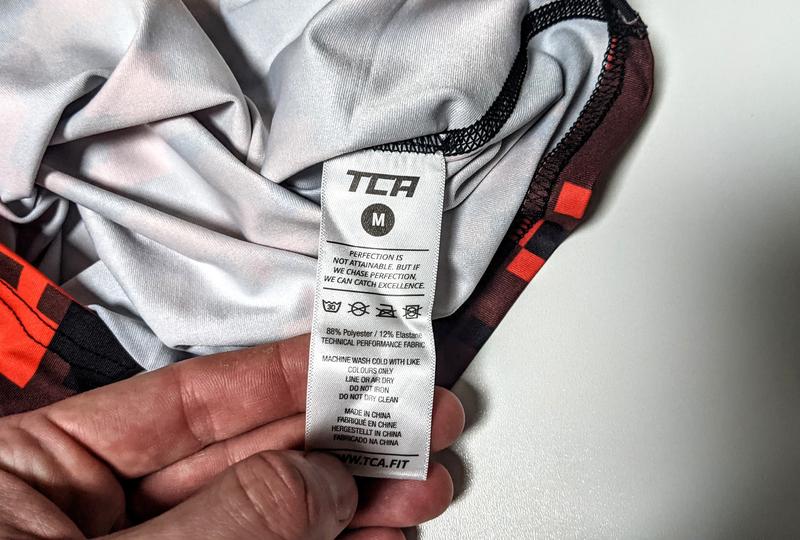 TCA
M
PERFECTION IS
NOT ATTAINABLE. BUT IF
WE CHASE PERFECTION,
WE CAN CATCH EXCELLENCE.
30
88% Polyester / 12% Elastane
TECHNICAL PERFORMANCE FABRIC
MACHINE WASH COLD WITH LIKE
COLOURS ONLY
LINE OR AIR DRY
DO NOT IRON
DO NOT DRY CLEAN
MADE IN CHINA
FABRIQUÉ EN CHINE
HERGESTELLT IN CHINA
FABRICADO NA CHINA
WWW.TCA.FIT